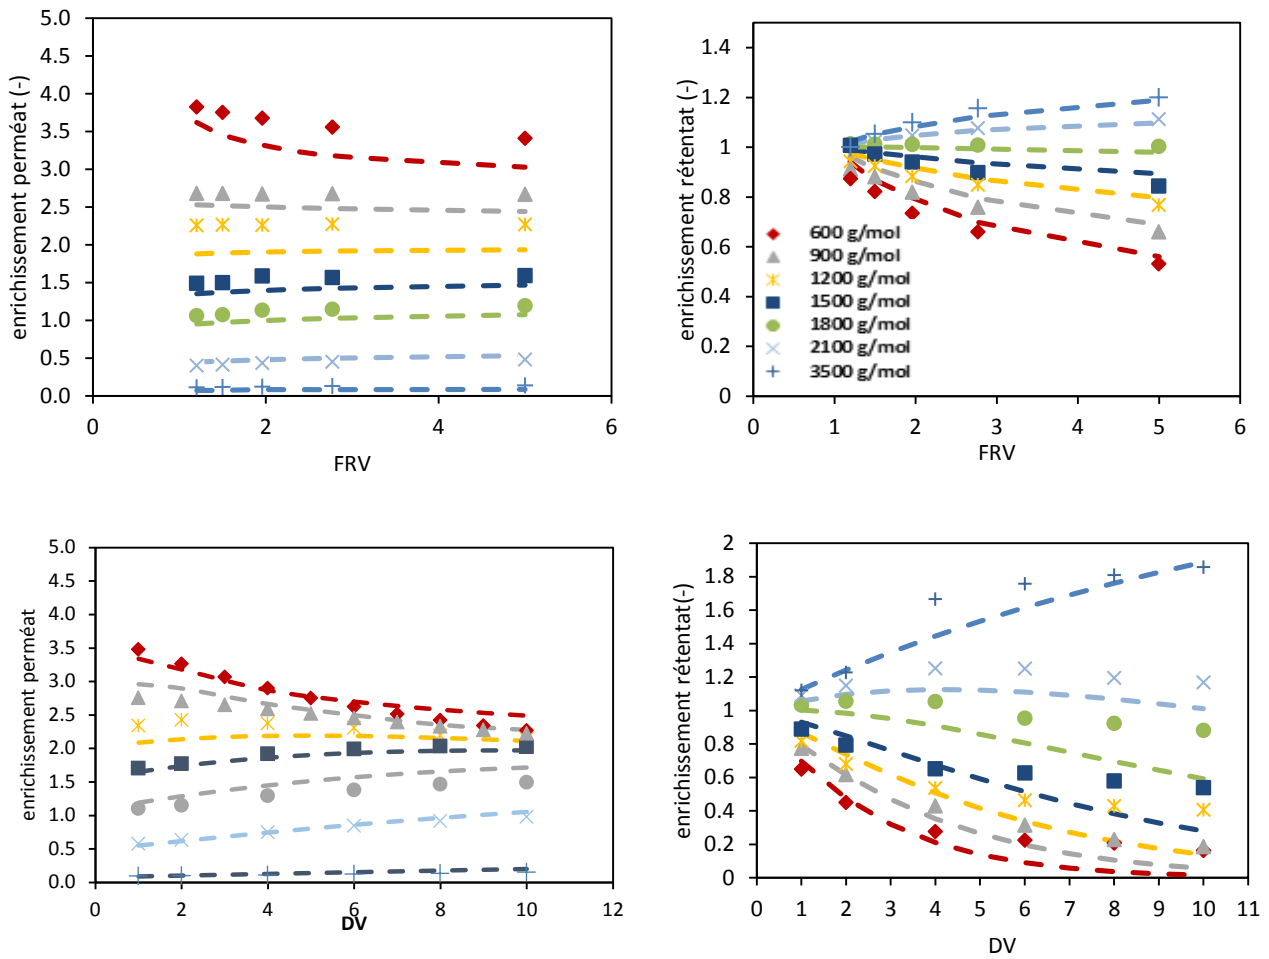 enrichissement perméat (-)
5.0
4.5
4.0
3.5
3.0
2.5
2.0
1.5
1.0
0.5
0.0
0 2 4 6
FRV
enrichissement rétentat (-)
1.4
1.2
1
0.8
0.6
0.4
0.2
0
0 1 2 3 4 5 6
FRV
600 g/mol
900 g/mol
1200 g/mol
1500 g/mol
1800 g/mol
2100 g/mol
3500 g/mol
enrichissement perméat
5.0
4.5
4.0
3.5
3.0
2.5
2.0
1.5
1.0
0.5
0.0
0 2 4 6 8 10 12
DV
enrichissement rétentat(-)
2
1.8
1.6
1.4
1.2
1
0.8
0.6
0.4
0.2
0
0 1 2 3 4 5 6 7 8 9 10 11
DV